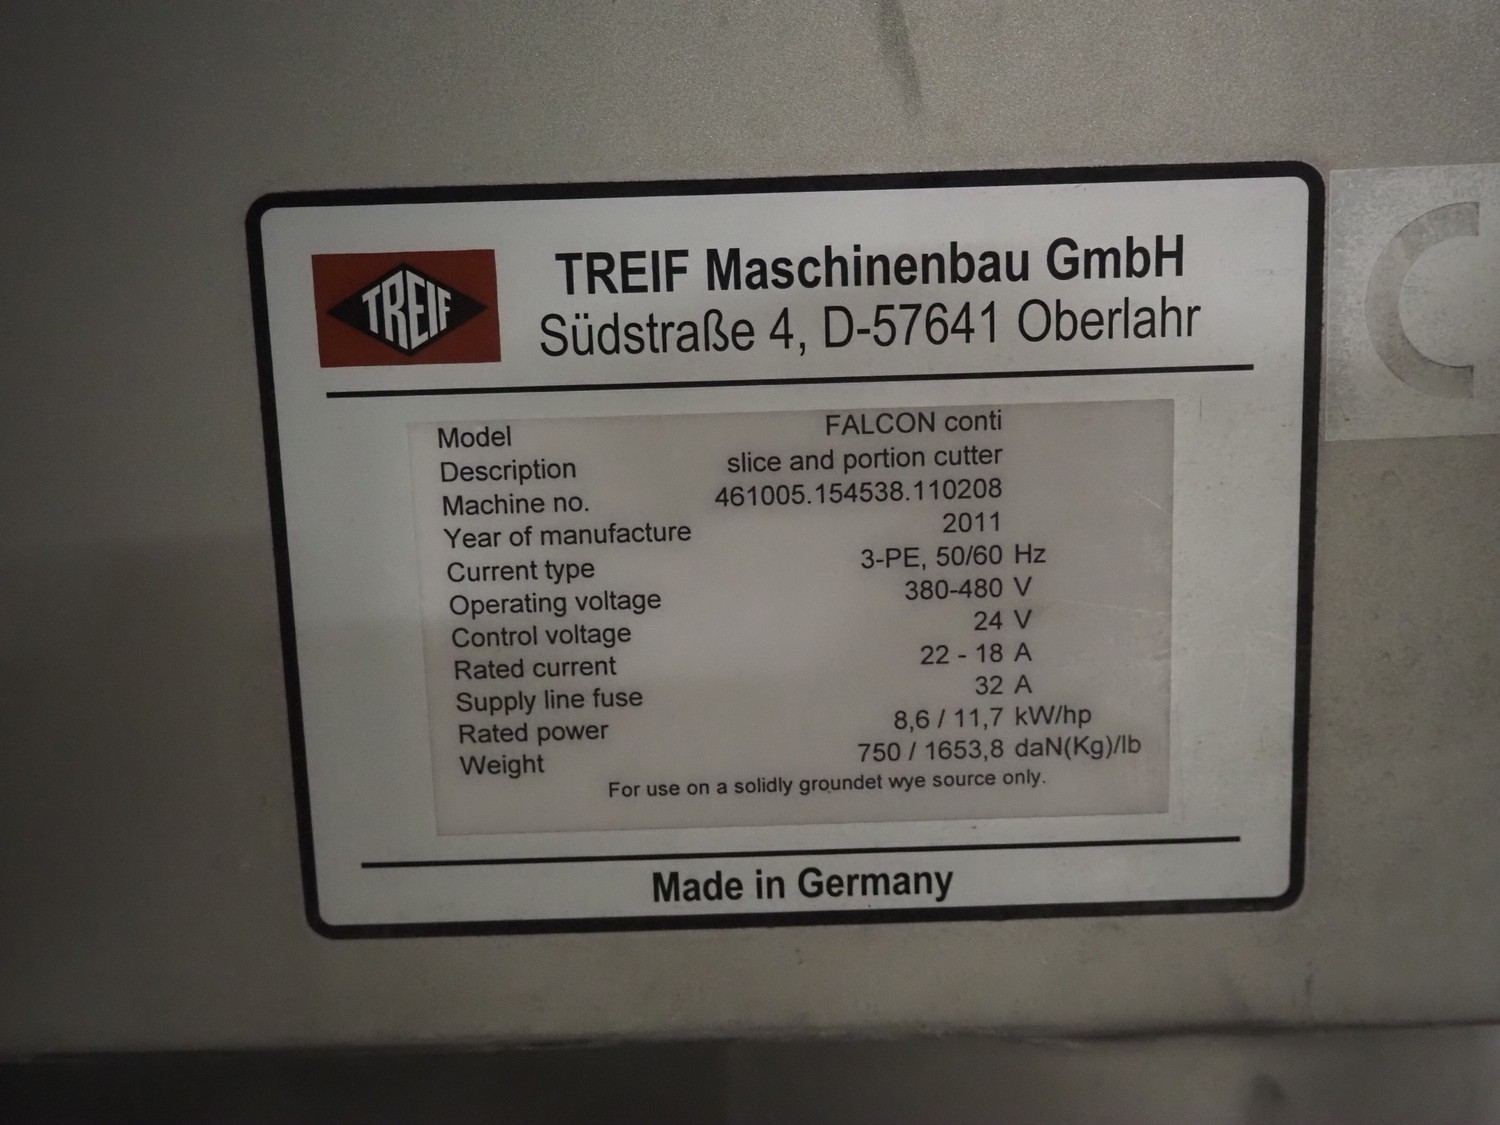 TREIF
TREIF Maschinenbau GmbH
Südstraße 4, D-57641 Oberlahr
Model FALCON conti
Description slice and portion cutter
Machine no. 461005.154538.110208
Year of manufacture 2011
Current type 3-PE, 50/60 Hz
Operating voltage 380-480 V
Control voltage 24 V
Rated current 22 - 18 A
Supply line fuse 32 A
Rated power 8,6 / 11,7 kW/hp
Weight 750 / 1653,8 daN(Kg)/lb
For use on a solidly groundet wye source only.
Made in Germany